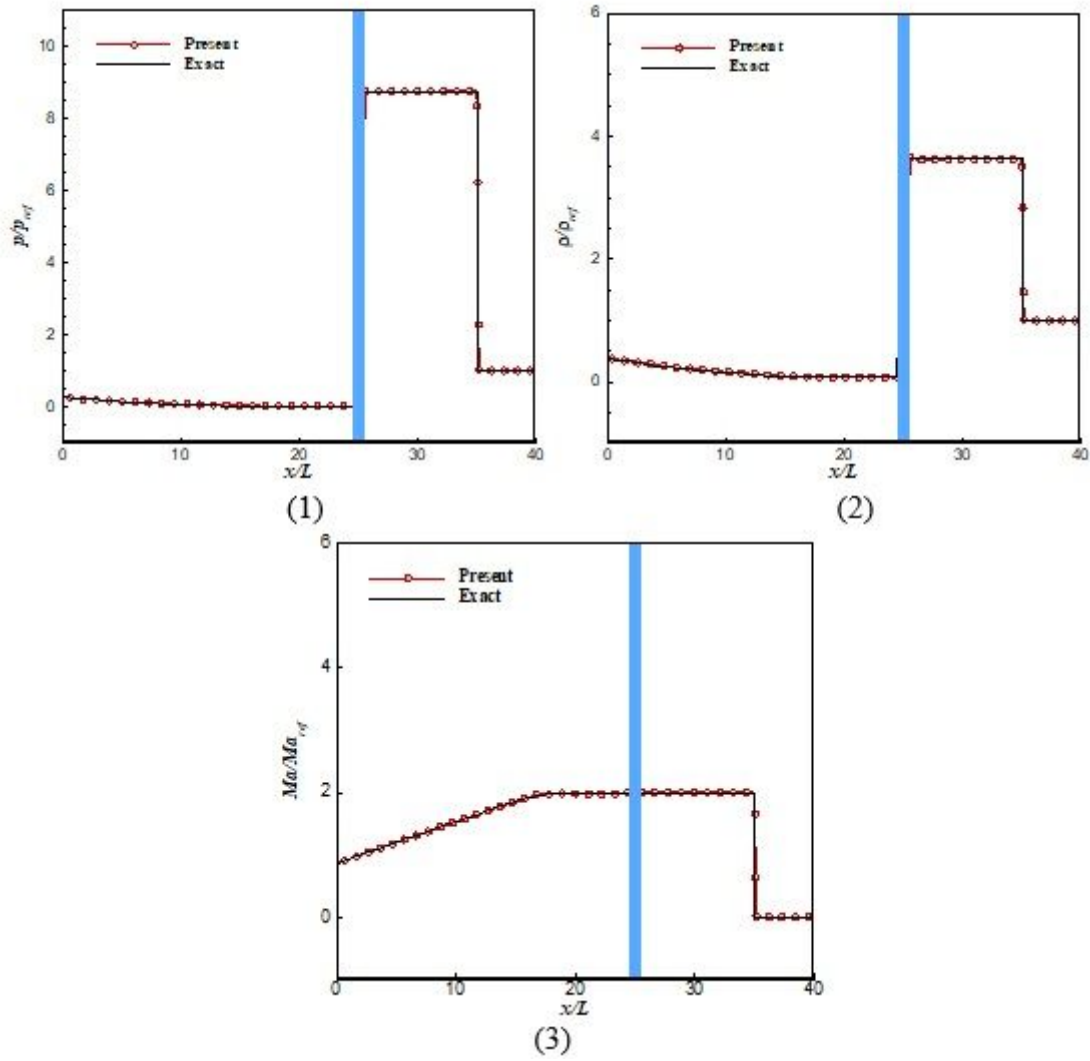 10
8
6
4
2
0
p/p_ref
Present
Exact
0 10 20 30 40
x/L
(1)
6
4
2
0
ρ/ρ_ref
Present
Exact
0 10 20 30 40
x/L
(2)
6
4
2
0
Ma/Ma_ref
Present
Exact
0 10 20 30 40
x/L
(3)